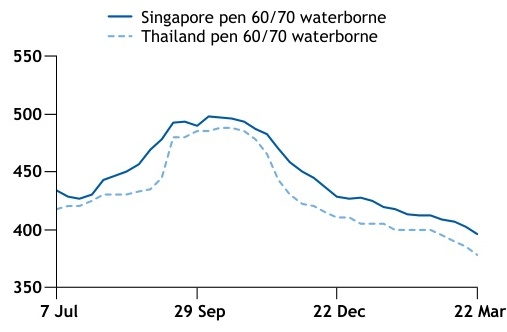 Singapore pen 60/70 waterborne
Thailand pen 60/70 waterborne
550
500
450
400
350
7 Jul
29 Sep
22 Dec
22 Mar